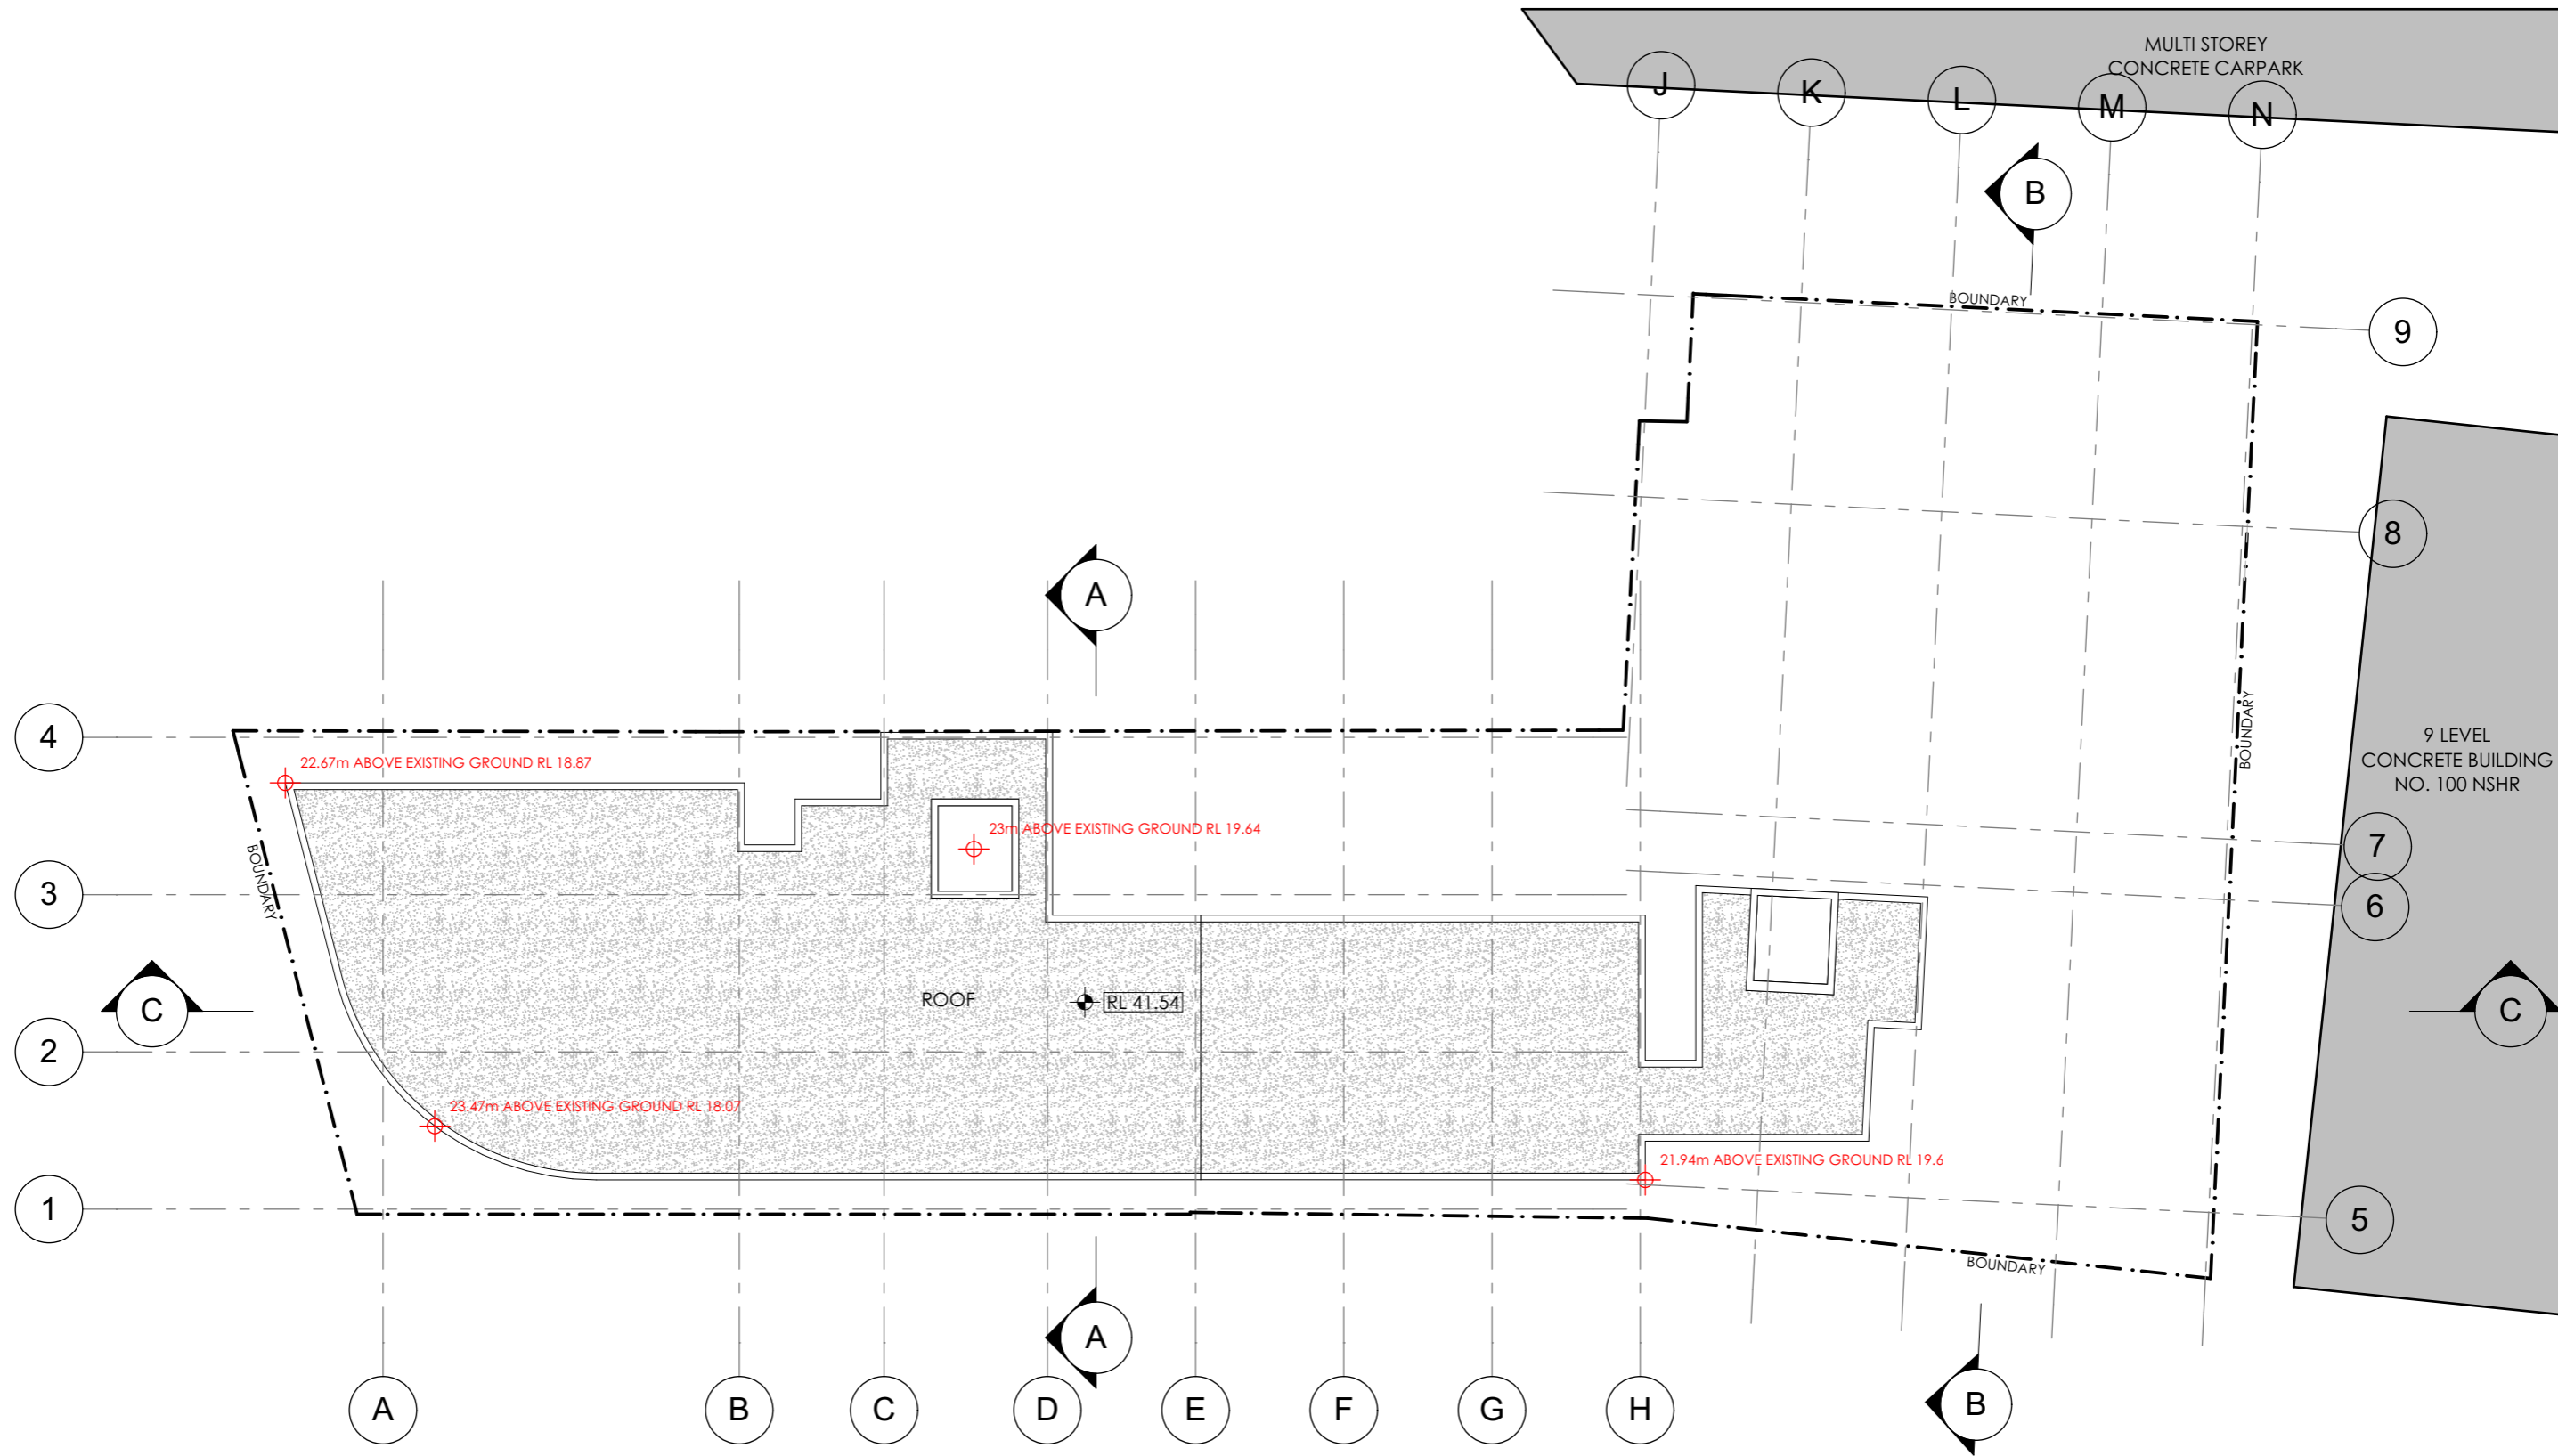 MULTI STOREY
CONCRETE CARPARK
J
K
L
M
N
B
BOUNDARY
9
8
A
4
9 LEVEL
CONCRETE BUILDING
NO. 100 NSHR
BOUNDARY
22.67m ABOVE EXISTING GROUND RL 18.87
23m ABOVE EXISTING GROUND RL 19.64
7
BOUNDARY
3
6
ROOF
RL 41.54
C
C
2
23.47m ABOVE EXISTING GROUND RL 18.07
21.94m ABOVE EXISTING GROUND RL 19.6
1
5
BOUNDARY
A
B
A
B
C
D
E
F
G
H